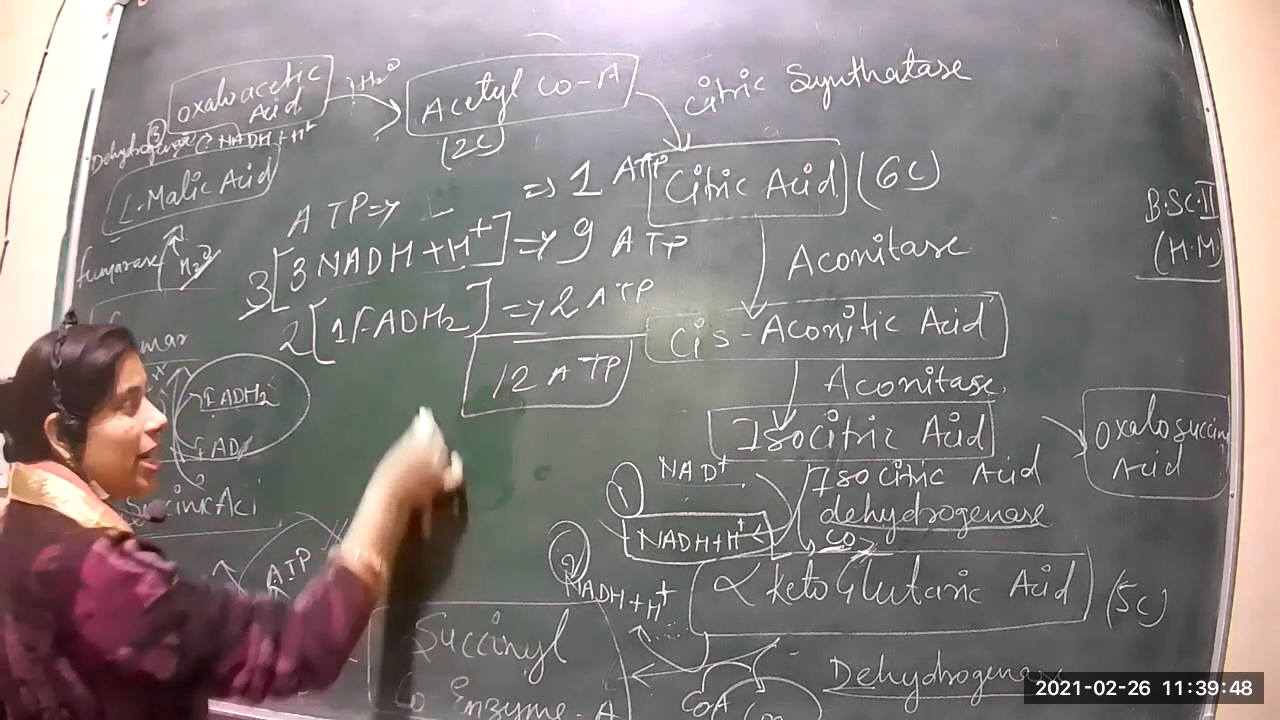 Oxaloacetic
Acid
H₂O
Acetyl Co-A
(2C)
Citric Synthatase
Citric Acid (6C)
B.SC.II
(H.M)
③
Dehydrogenase
NADH+H⁺
L.Malic Acid
fumarase
H₂O
ATP=>
=> 1 ATP
3[3 NADH+H⁺] => 9 ATP
2[1 FADH₂] => 2 ATP
12 ATP
Aconitase
Cis-Aconitic Acid
Aconitase
Isocitric Acid
Oxalosuccinic
Acid
FADH₂
FAD
Succinic Aci
ATP
①
NAD⁺
NADH+H⁺
Isocitric Acid
dehydrogenase
CO₂
②
NADH+H⁺
α keto Glutaric Acid (5C)
Dehydrogenase
CoA
Succinyl
Co Enzyme-A
2021-02-26 11:39:48